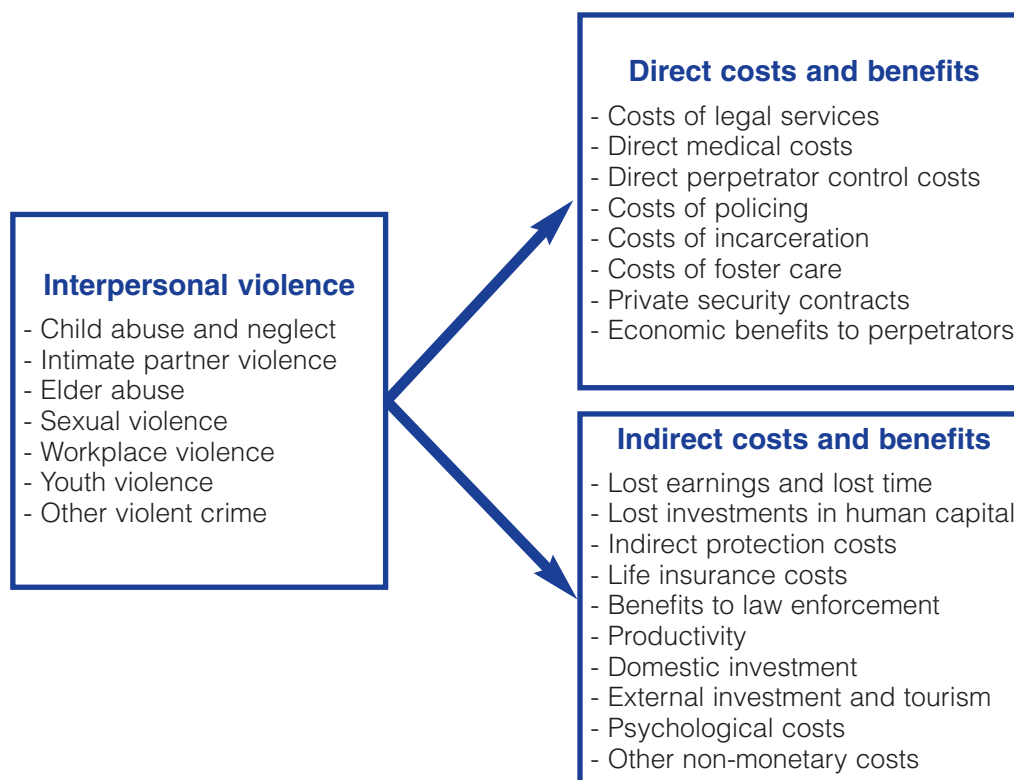 Interpersonal violence
- Child abuse and neglect
- Intimate partner violence
- Elder abuse
- Sexual violence
- Workplace violence
- Youth violence
- Other violent crime
Direct costs and benefits
- Costs of legal services
- Direct medical costs
- Direct perpetrator control costs
- Costs of policing
- Costs of incarceration
- Costs of foster care
- Private security contracts
- Economic benefits to perpetrators
Indirect costs and benefits
- Lost earnings and lost time
- Lost investments in human capital
- Indirect protection costs
- Life insurance costs
- Benefits to law enforcement
- Productivity
- Domestic investment
- External investment and tourism
- Psychological costs
- Other non-monetary costs